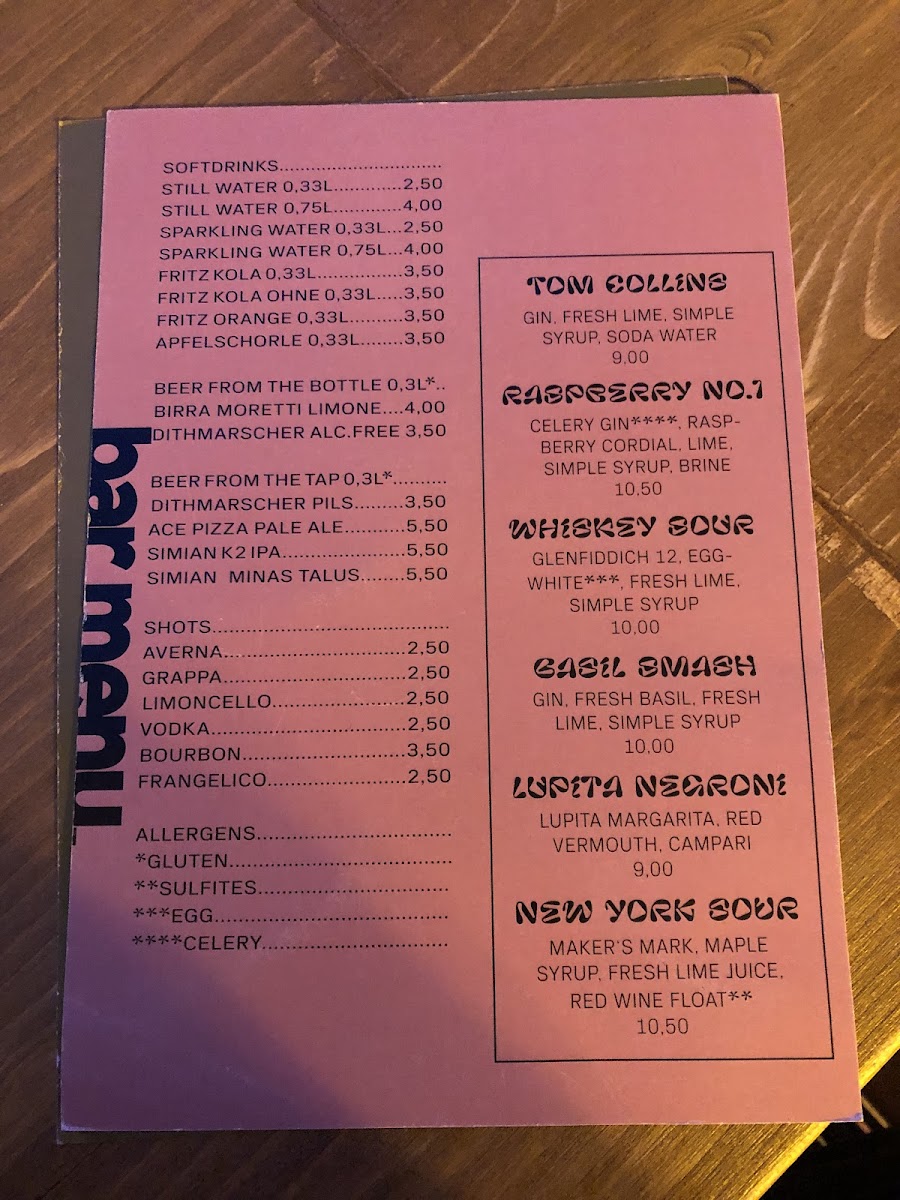 bar menu
SOFTDRINKS.................................
STILL WATER 0,33L.............2,50
STILL WATER 0,75L.............4,00
SPARKLING WATER 0,33L...2,50
SPARKLING WATER 0,75L...4,00
FRITZ KOLA 0,33L.................3,50
FRITZ KOLA OHNE 0,33L.....3,50
FRITZ ORANGE 0,33L..........3,50
APFELSCHORLE 0,33L........3,50
BEER FROM THE BOTTLE 0,3L*..
BIRRA MORETTI LIMONE....4,00
DITHMARSCHER ALC.FREE 3,50
BEER FROM THE TAP 0,3L*..........
DITHMARSCHER PILS.........3,50
ACE PIZZA PALE ALE...........5,50
SIMIAN K2 IPA......................5,50
SIMIAN MINAS TALUS........5,50
SHOTS.........................................
AVERNA................................2,50
GRAPPA................................2,50
LIMONCELLO.......................2,50
VODKA..................................2,50
BOURBON............................3,50
FRANGELICO........................2,50
ALLERGENS.................................
*GLUTEN......................................
**SULFITES................................
***EGG.......................................
****CELERY...............................
TOM COLLINS
GIN, FRESH LIME, SIMPLE
SYRUP, SODA WATER
9,00
RASPBERRY NO.1
CELERY GIN****, RASP-
BERRY CORDIAL, LIME,
SIMPLE SYRUP, BRINE
10,50
WHISKEY SOUR
GLENFIDDICH 12, EGG-
WHITE***, FRESH LIME,
SIMPLE SYRUP
10,00
BASIL SMASH
GIN, FRESH BASIL, FRESH
LIME, SIMPLE SYRUP
10,00
LUPITA NEGRONI
LUPITA MARGARITA, RED
VERMOUTH, CAMPARI
9,00
NEW YORK SOUR
MAKER'S MARK, MAPLE
SYRUP, FRESH LIME JUICE,
RED WINE FLOAT**
10,50